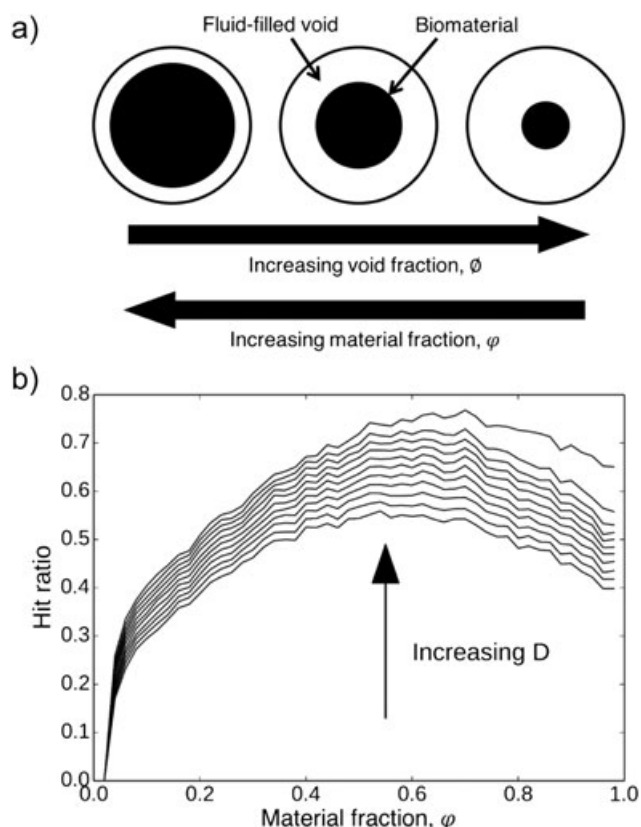 a)
Fluid-filled void
Biomaterial
Increasing void fraction, ∅
Increasing material fraction, φ
b)
0.8
0.7
0.6
0.5
0.4
0.3
0.2
0.1
0.0
Hit ratio
Increasing D
0.0 0.2 0.4 0.6 0.8 1.0
Material fraction, φ